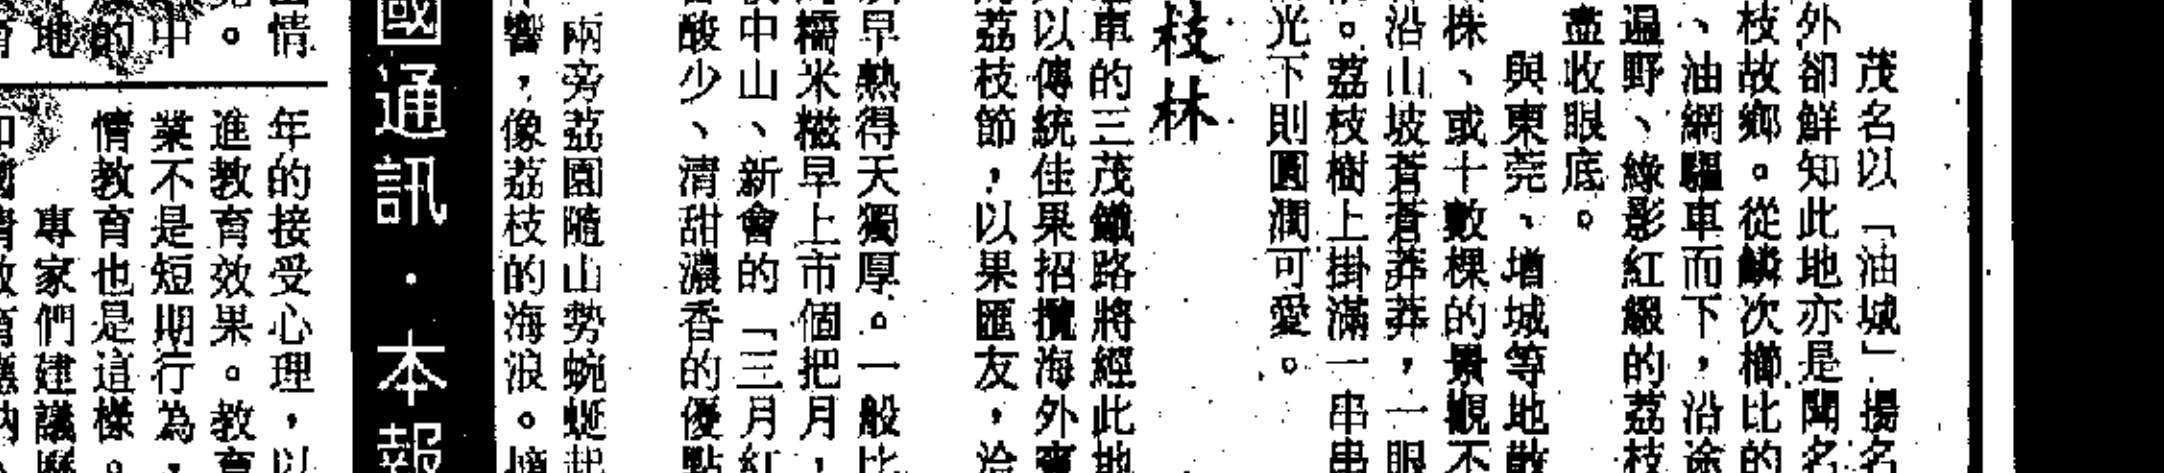 茂名以「油城」揚名
外卻鮮知此地亦是聞名
枝故鄉。從鱗次櫛比的
、油網驅車而下，沿途
遍野、綠影紅綴的荔枝
盡收眼底。
與東莞、增城等地散
株、或十數棵的景觀不
沿山坡蒼蒼莽莽，一眼
。荔枝樹上掛滿一串串
光下則圓潤可愛。
枝林
車的三茂鐵路將經此地
以傳統佳果招攬海外賓
荔枝節，以果匯友，洽
早熟得天獨厚。一般比
糯米糍早上市個把月，
中山、新會的「三月紅
酸少、清甜濃香的優點
兩旁荔園隨山勢蜿蜒起
響，像荔枝的海浪。
國通訊．本報
情
。
中
的
地
年的接受心理，以
進教育效果。教育
業不是短期行為，
情教育也是這樣。
專家們建議